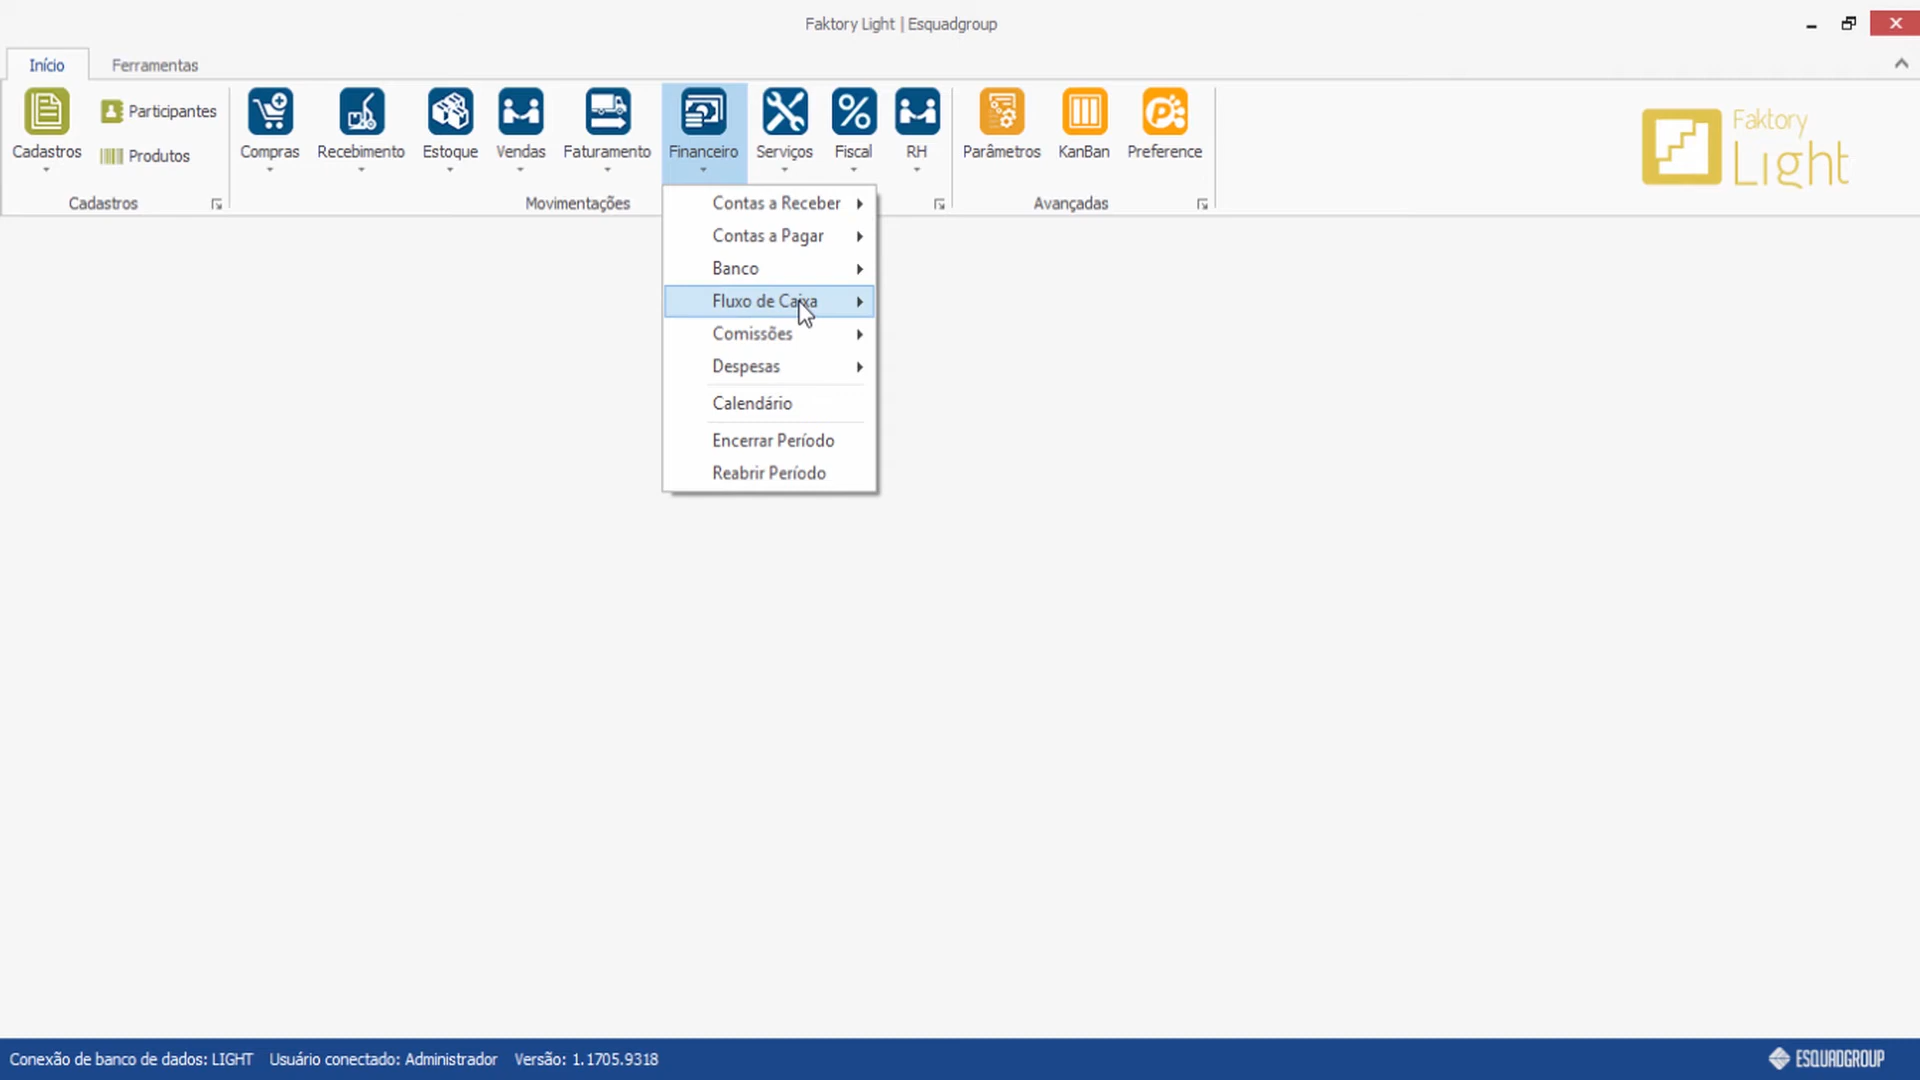 Faktory Light | Esquadgroup
Início Ferramentas
Participantes
Produtos
Cadastros Compras Recebimento Estoque Vendas Faturamento Financeiro Serviços Fiscal RH Parâmetros KanBan Preference
Cadastros Movimentações Avançadas
Faktory
Light
Contas a Receber
Contas a Pagar
Banco
Fluxo de Caixa
Comissões
Despesas
Calendário
Encerrar Período
Reabrir Período
Conexão de banco de dados: LIGHT Usuário conectado: Administrador Versão: 1.1705.9318
ESQUADGROUP